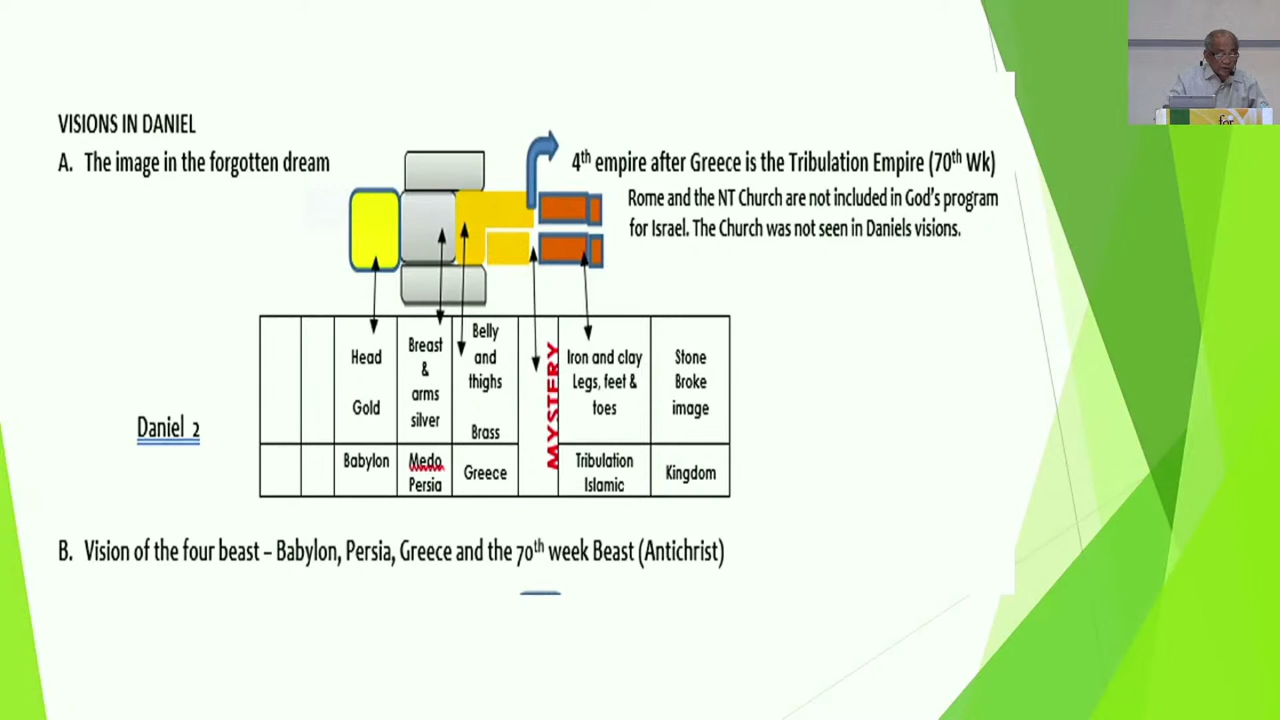 VISIONS IN DANIEL
A. The image in the forgotten dream
4th empire after Greece is the Tribulation Empire (70th Wk)
Rome and the NT Church are not included in God's program
for Israel. The Church was not seen in Daniels visions.
Daniel 2
Head
Gold
Breast
&
arms
silver
Belly
and
thighs
Brass
MYSTERY
Iron and clay
Legs, feet &
toes
Stone
Broke
image
Babylon
Medo
Persia
Greece
Tribulation
Islamic
Kingdom
B. Vision of the four beast – Babylon, Persia, Greece and the 70th week Beast (Antichrist)
for